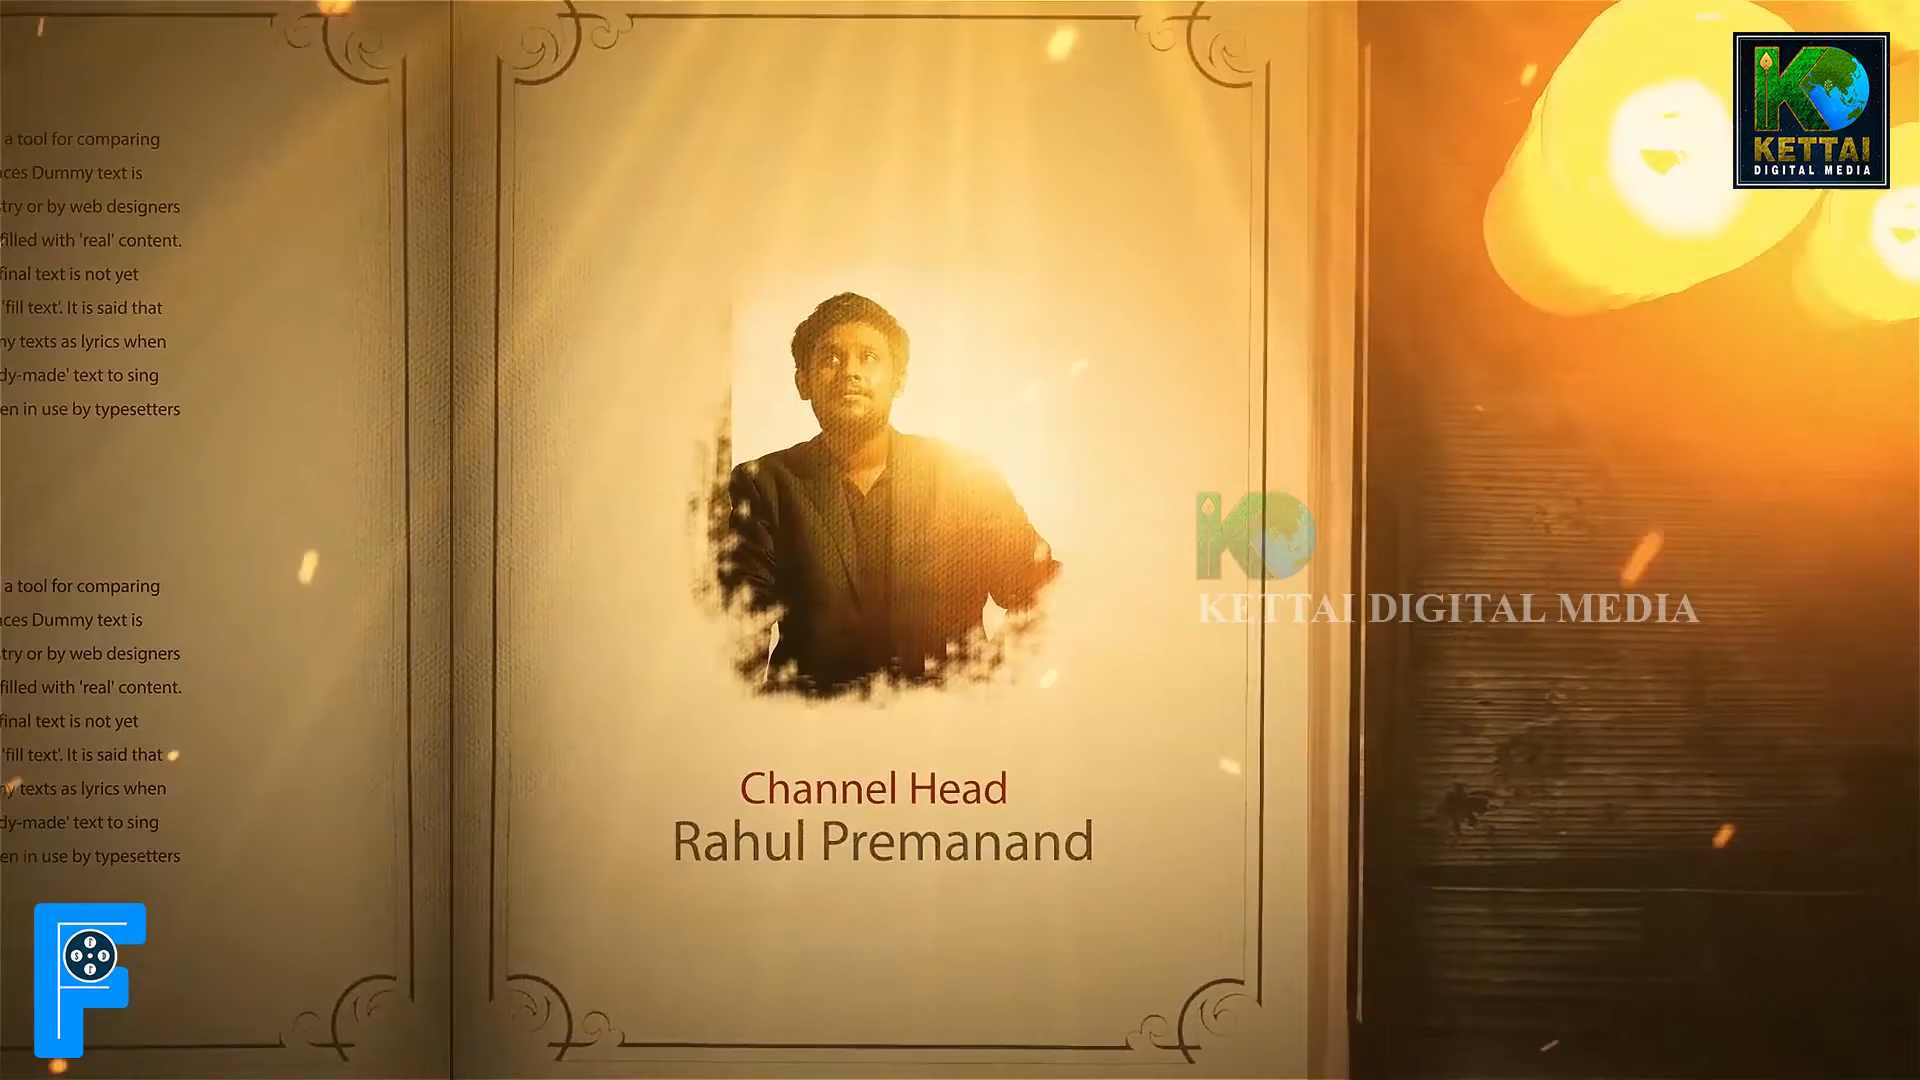 a tool for comparing
ces Dummy text is
try or by web designers
filled with 'real' content.
final text is not yet
'fill text'. It is said that
my texts as lyrics when
dy-made' text to sing
en in use by typesetters
a tool for comparing
ces Dummy text is
try or by web designers
filled with 'real' content.
final text is not yet
'fill text'. It is said that
my texts as lyrics when
dy-made' text to sing
en in use by typesetters
Channel Head
Rahul Premanand
KETTAI
DIGITAL MEDIA
KETTAI DIGITAL MEDIA